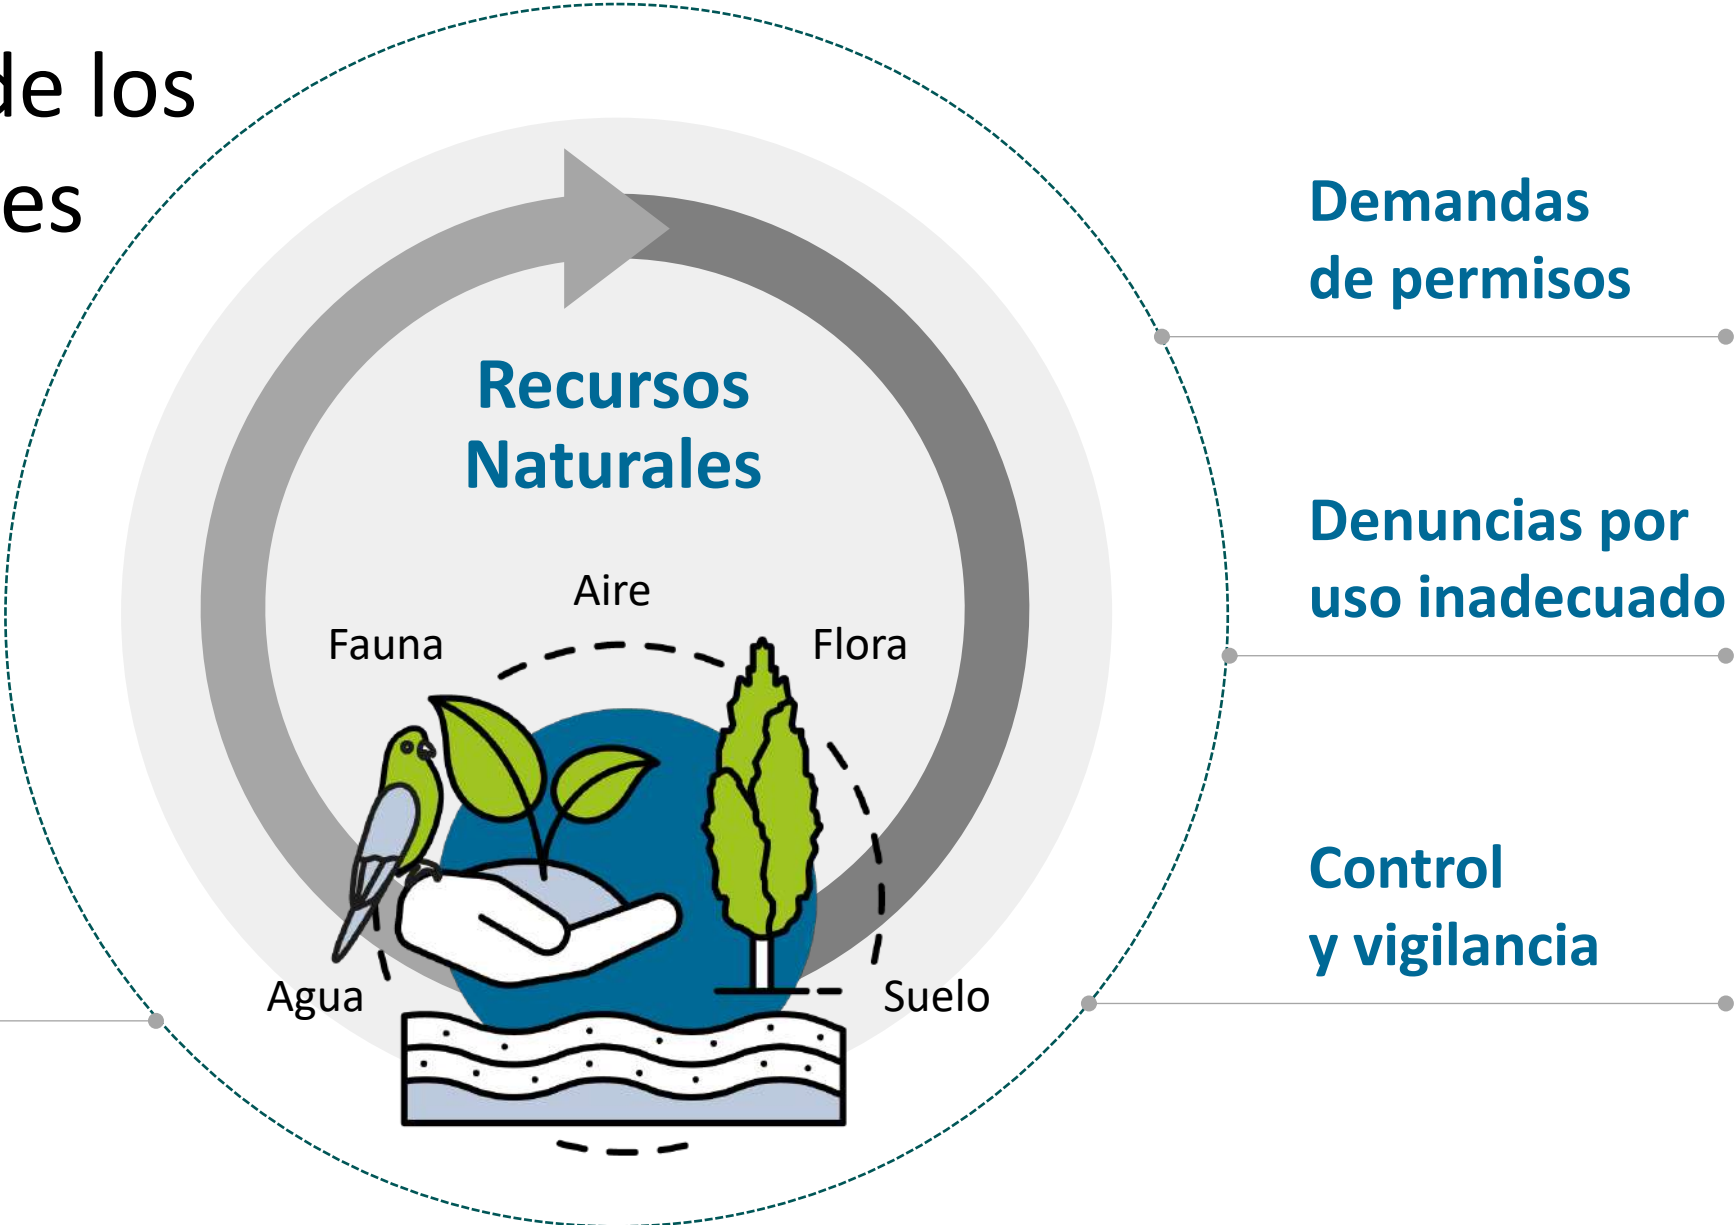 de los
es
Recursos
Naturales
Aire
Fauna
Flora
Agua
Suelo
Demandas
de permisos
Denuncias por
uso inadecuado
Control
y vigilancia